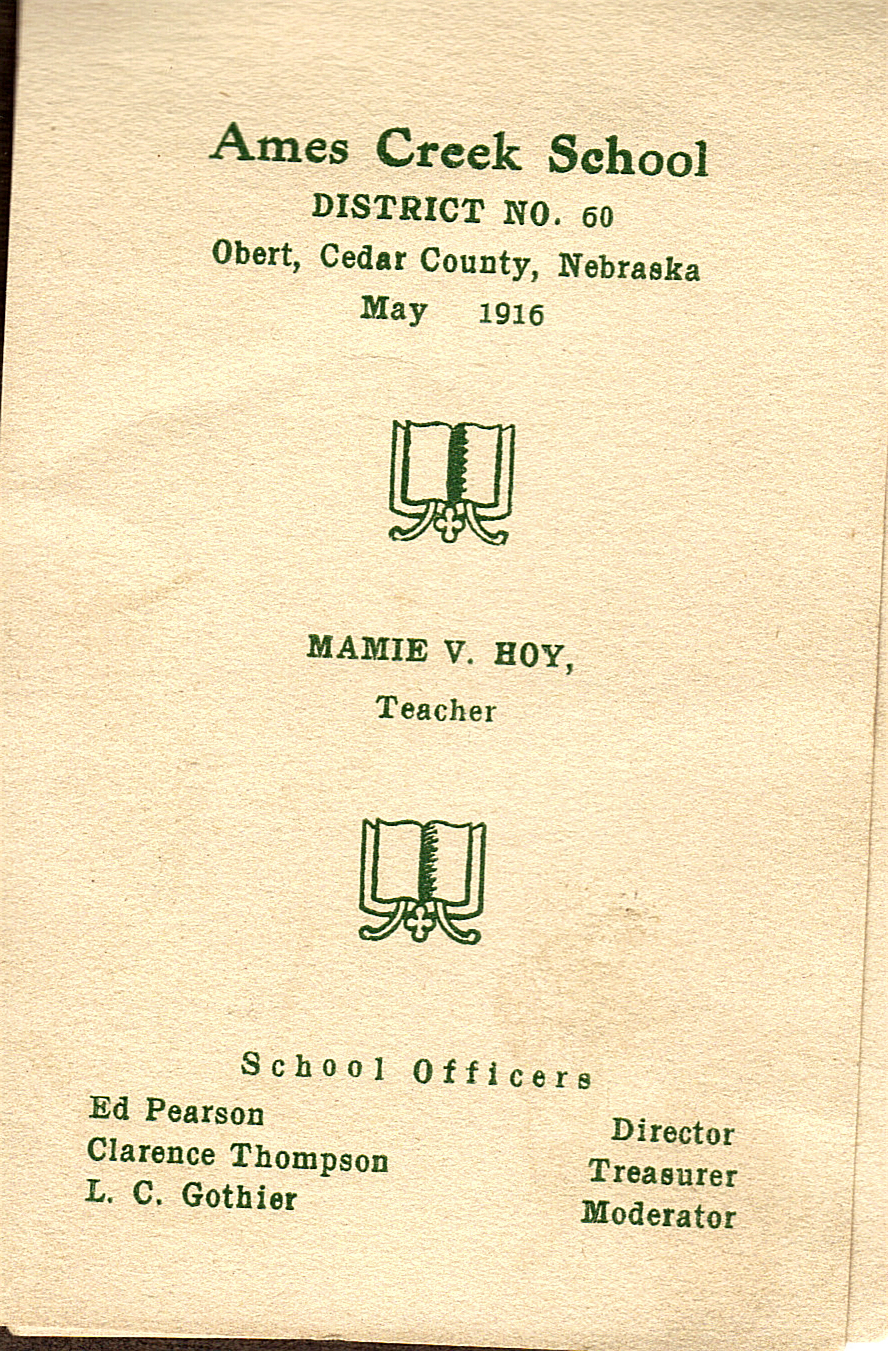 Ames Creek School
DISTRICT NO. 60
Obert, Cedar County, Nebraska
May 1916
MAMIE V. HOY,
Teacher
School Officers
Ed Pearson Director
Clarence Thompson Treasurer
L. C. Gothier Moderator